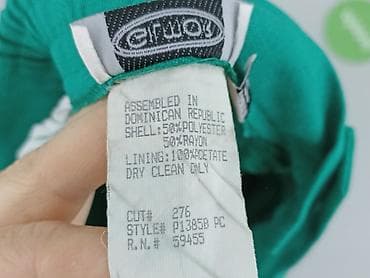 ASSEMBLED IN
DOMINICAN REPUBLIC
SHELL:50%POLYESTER
50%RAYON
LINING:100%ACETATE
DRY CLEAN ONLY
CUT# 276
STYLE# P1385B PC
R.N.# 59455